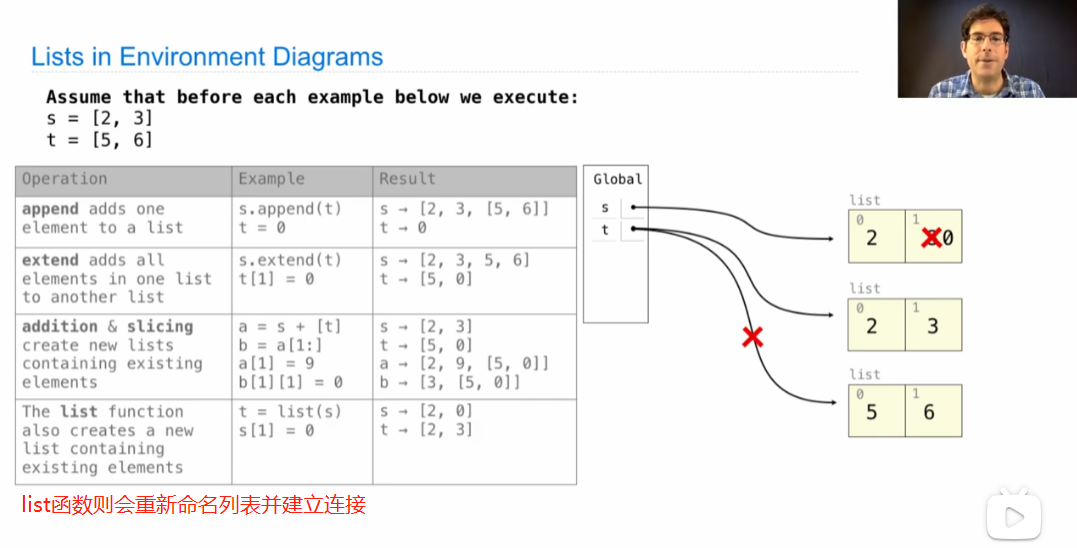 Lists in Environment Diagrams
Assume that before each example below we execute:
s = [2, 3]
t = [5, 6]
Operation Example Result
append adds one s.append(t) s → [2, 3, [5, 6]]
element to a list t = 0 t → 0
extend adds all s.extend(t) s → [2, 3, 5, 6]
elements in one list t[1] = 0 t → [5, 0]
to another list
addition & slicing a = s + [t] s → [2, 3]
create new lists b = a[1:] t → [5, 0]
containing existing a[1] = 9 a → [2, 9, [5, 0]]
elements b[1][1] = 0 b → [3, [5, 0]]
The list function t = list(s) s → [2, 0]
also creates a new s[1] = 0 t → [2, 3]
list containing
existing elements
Global
s
t
list
0 1
2 0
list
0 1
2 3
list
0 1
5 6
list函数则会重新命名列表并建立连接